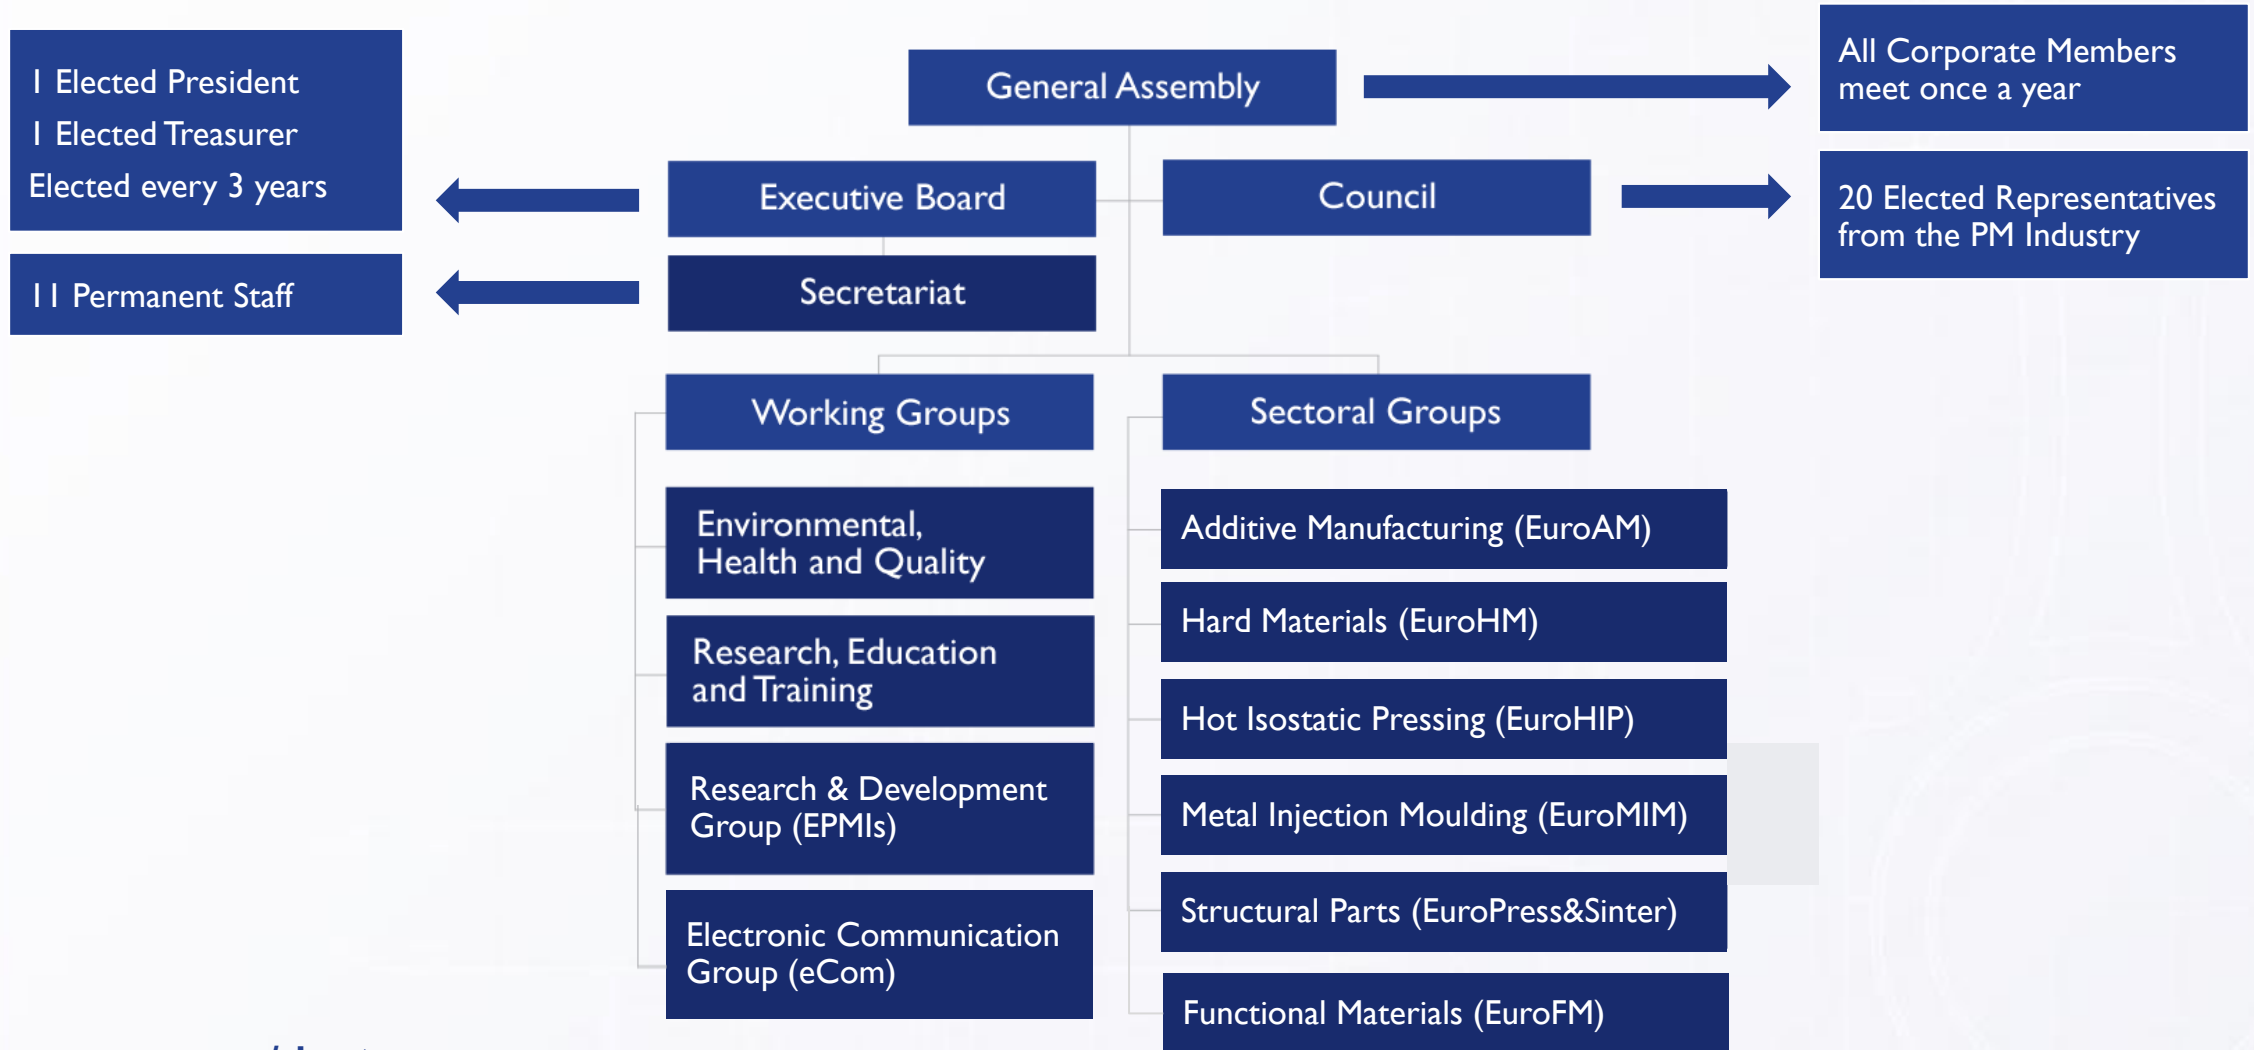 1 Elected President
1 Elected Treasurer
Elected every 3 years
11 Permanent Staff
General Assembly
All Corporate Members
meet once a year
Executive Board
Council
20 Elected Representatives
from the PM Industry
Secretariat
Working Groups
Environmental,
Health and Quality
Research, Education
and Training
Research & Development
Group (EPMIs)
Electronic Communication
Group (eCom)
Sectoral Groups
Additive Manufacturing (EuroAM)
Hard Materials (EuroHM)
Hot Isostatic Pressing (EuroHIP)
Metal Injection Moulding (EuroMIM)
Structural Parts (EuroPress&Sinter)
Functional Materials (EuroFM)